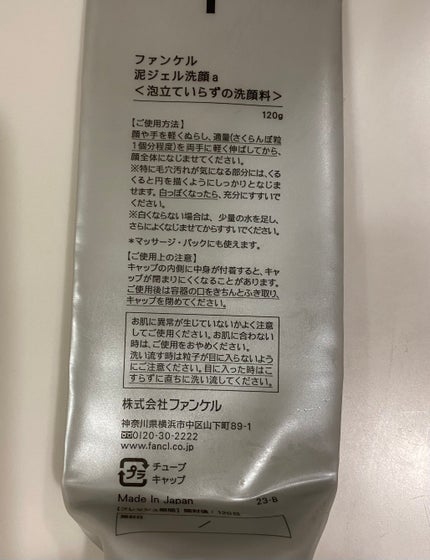 ファンケル
泥ジェル洗顔a
<泡立ていらずの洗顔料>
120g
【ご使用方法】
顔や手を軽くぬらし、適量(さくらんぼ粒
1個分程度)を両手に軽く伸ばしてから、
顔全体になじませてください。
※特に毛穴汚れが気になる部分には、くる
くると円を描くようにしっかりとなじま
せます。白っぽくなったら、充分にすすいで
ください。
※白くならない場合は、少量の水を足し、
さらによくなじませてからすすいでください。
*マッサージ・パックにも使えます。
【ご使用上の注意】
キャップの内側に中身が付着すると、キャ
ップが閉まりにくくなることがあります。
ご使用後は容器の口をきちんとふき取り、
キャップを閉めてください。
お肌に異常が生じていないかよく注意
してご使用ください。お肌に合わない
時は、ご使用をおやめください。
洗い流す時は粒子が目に入らないよう
にご注意ください。目に入った時はこ
すらずに直ちに洗い流してください。
株式会社ファンケル
神奈川県横浜市中区山下町89-1
0120-30-2222
www.fancl.co.jp
プラ
チューブ
キャップ
Made In Japan
23・8
【フレッシュ期間】開封後:120日
開封日 /